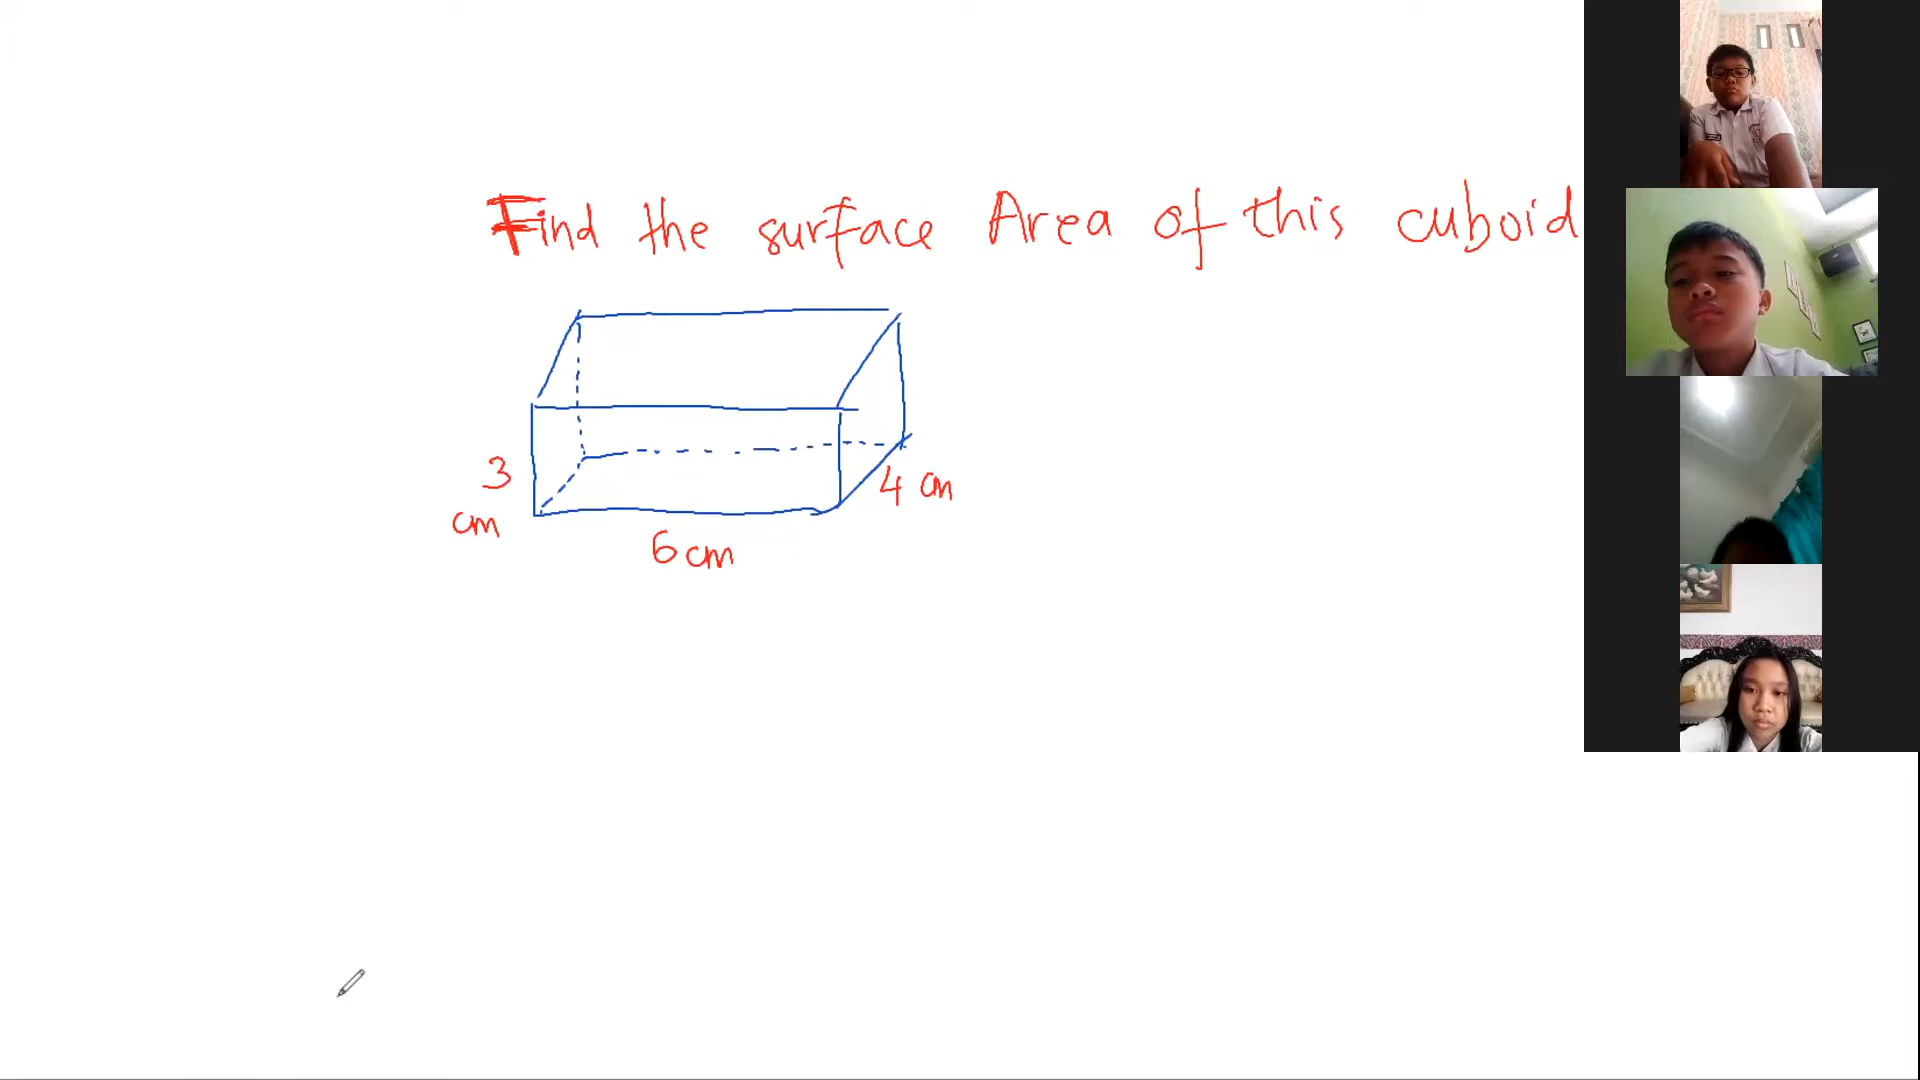 Find the surface Area of this cuboid
3
cm
4 cm
6 cm